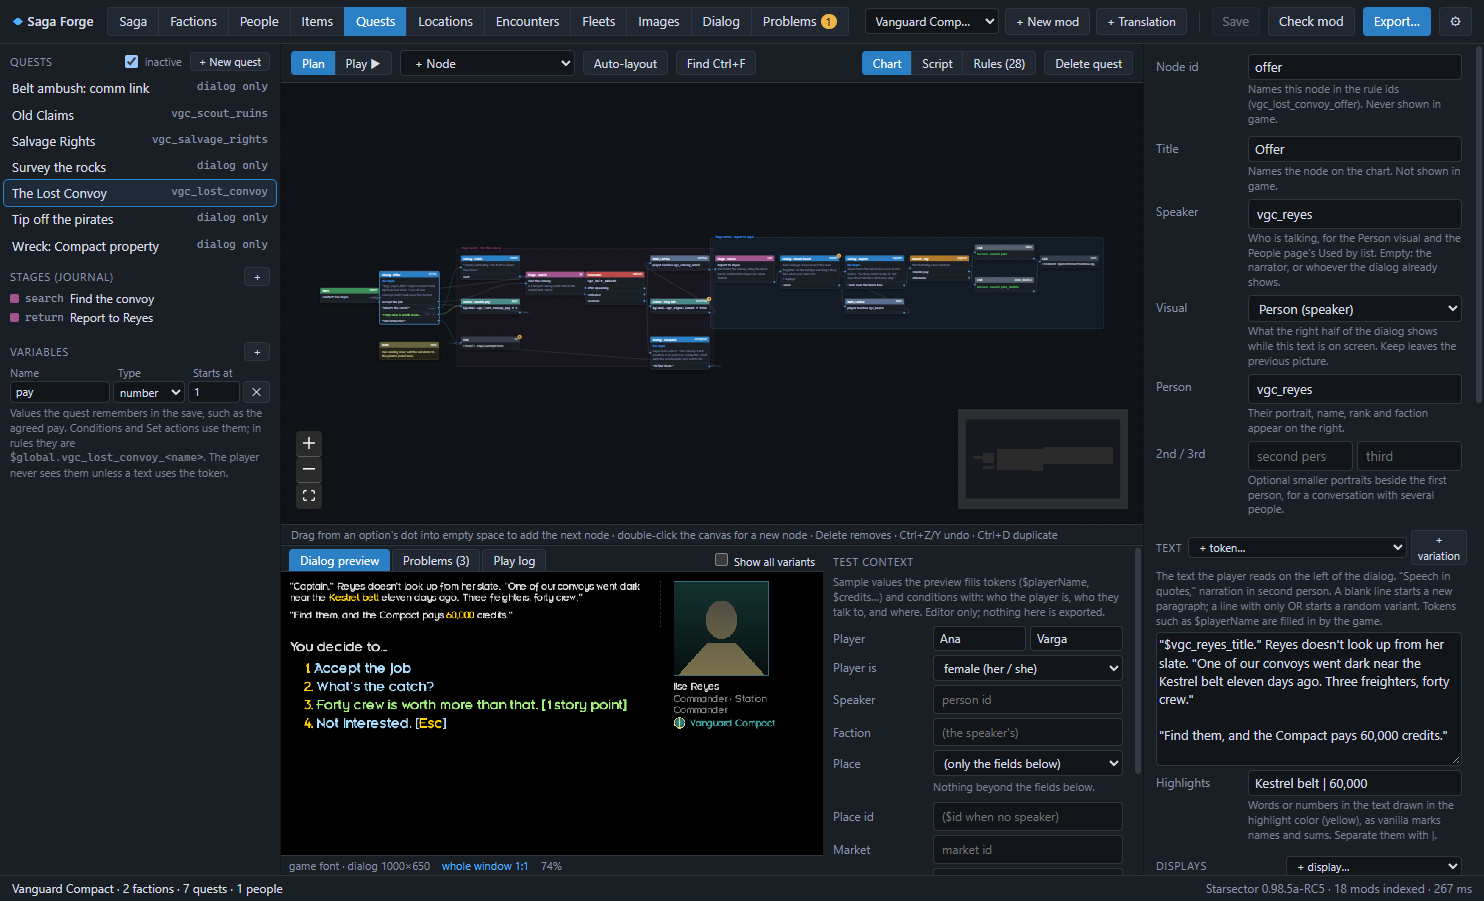 Saga Forge
Saga
Factions
People
Items
Quests
Locations
Encounters
Fleets
Images
Dialog
Problems 1
Vanguard Comp...
+ New mod
+ Translation
Save
Check mod
Export...
QUESTS
inactive
+ New quest
Belt ambush: comm link dialog only
Old Claims vgc_scout_ruins
Salvage Rights vgc_salvage_rights
Survey the rocks dialog only
The Lost Convoy vgc_lost_convoy
Tip off the pirates dialog only
Wreck: Compact property dialog only
STAGES (JOURNAL)
+
search Find the convoy
return Report to Reyes
VARIABLES
+
Name Type Starts at
pay number 1
Values the quest remembers in the save, such as the
agreed pay. Conditions and Set actions use them; in
rules they are
$global.vgc_lost_convoy_<name>. The player
never sees them unless a text uses the token.
Plan
Play ▶
+ Node
Auto-layout
Find Ctrl+F
Chart
Script
Rules (28)
Delete quest
+
−
Drag from an option's dot into empty space to add the next node · double-click the canvas for a new node · Delete removes · Ctrl+Z/Y undo · Ctrl+D duplicate
Dialog preview
Problems (3)
Play log
Show all variants
"Captain." Reyes doesn't look up from her slate. "One of our convoys went dark
near the Kestrel belt eleven days ago. Three freighters, forty crew."
"Find them, and the Compact pays 60,000 credits."
You decide to...
1. Accept the job
2. What's the catch?
3. Forty crew is worth more than that. [1 story point]
4. Not interested. [Esc]
Ilse Reyes
Commander · Station
Commander
Vanguard Compact
game font · dialog 1000×650 whole window 1:1 74%
TEST CONTEXT
Sample values the preview fills tokens ($playerName,
$credits...) and conditions with: who the player is, who they
talk to, and where. Editor only; nothing here is exported.
Player Ana Varga
Player is female (her / she)
Speaker person id
Faction (the speaker's)
Place (only the fields below)
Nothing beyond the fields below.
Place id ($id when no speaker)
Market market id
Node id offer
Names this node in the rule ids
(vgc_lost_convoy_offer). Never shown in
game.
Title Offer
Names the node on the chart. Not shown in
game.
Speaker vgc_reyes
Who is talking, for the Person visual and the
People page's Used by list. Empty: the
narrator, or whoever the dialog already
shows.
Visual Person (speaker)
What the right half of the dialog shows
while this text is on screen. Keep leaves the
previous picture.
Person vgc_reyes
Their portrait, name, rank and faction
appear on the right.
2nd / 3rd second pers third
Optional smaller portraits beside the first
person, for a conversation with several
people.
TEXT + token... + variation
The text the player reads on the left of the dialog. "Speech in
quotes," narration in second person. A blank line starts a new
paragraph; a line with only OR starts a random variant. Tokens
such as $playerName are filled in by the game.
"$vgc_reyes_title." Reyes doesn't look up from her
slate. "One of our convoys went dark near the
Kestrel belt eleven days ago. Three freighters, forty
crew."
"Find them, and the Compact pays 60,000 credits."
Highlights Kestrel belt | 60,000
Words or numbers in the text drawn in the
highlight color (yellow), as vanilla marks
names and sums. Separate them with |.
DISPLAYS + display...
Vanguard Compact · 2 factions · 7 quests · 1 people
Starsector 0.98.5a-RC5 · 18 mods indexed · 267 ms